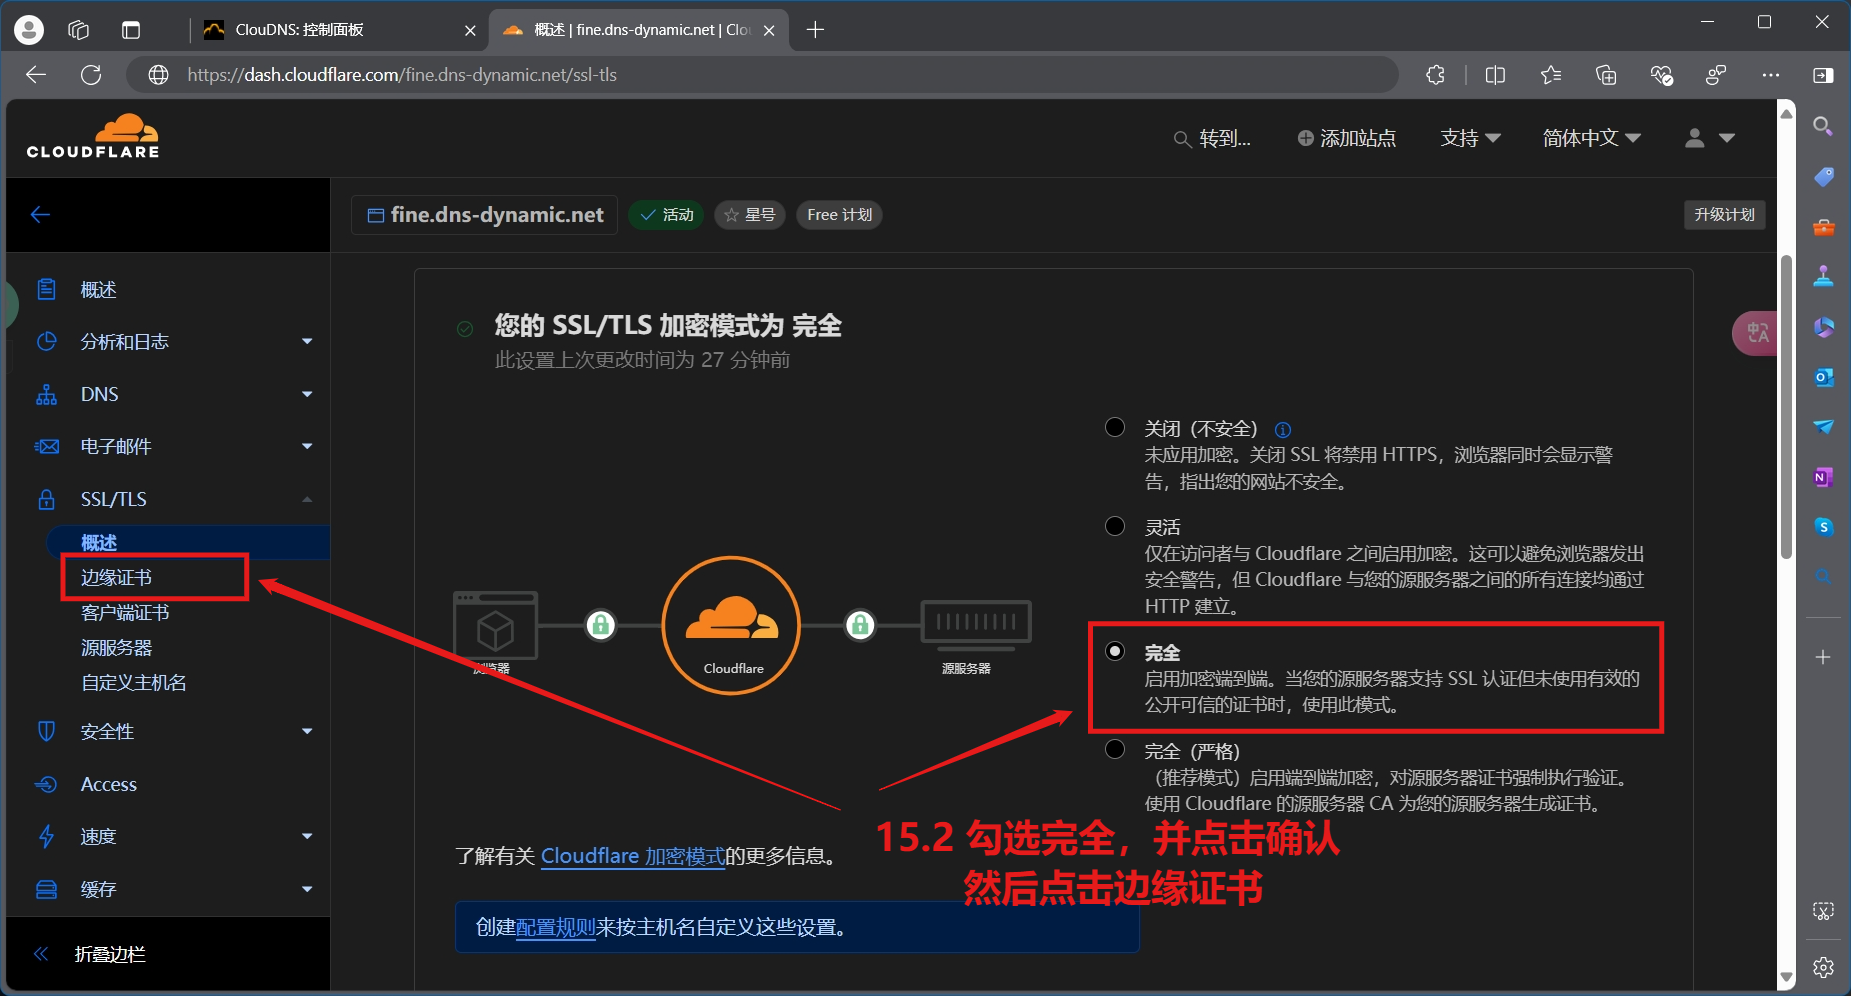 ClouDNS: 控制面板
概述 | fine.dns-dynamic.net | Clou
https://dash.cloudflare.com/fine.dns-dynamic.net/ssl-tls
CLOUDFLARE
转到...
添加站点
支持
简体中文
fine.dns-dynamic.net
活动
星号
Free 计划
升级计划
概述
分析和日志
DNS
电子邮件
SSL/TLS
概述
边缘证书
客户端证书
源服务器
自定义主机名
安全性
Access
速度
缓存
折叠边栏
您的 SSL/TLS 加密模式为 完全
此设置上次更改时间为 27 分钟前
浏览器
Cloudflare
源服务器
关闭（不安全）
未应用加密。关闭 SSL 将禁用 HTTPS，浏览器同时会显示警
告，指出您的网站不安全。
灵活
仅在访问者与 Cloudflare 之间启用加密。这可以避免浏览器发出
安全警告，但 Cloudflare 与您的源服务器之间的所有连接均通过
HTTP 建立。
完全
启用加密端到端。当您的源服务器支持 SSL 认证但未使用有效的
公开可信的证书时，使用此模式。
完全（严格）
（推荐模式）启用端到端加密，对源服务器证书强制执行验证。
使用 Cloudflare 的源服务器 CA 为您的源服务器生成证书。
15.2 勾选完全，并点击确认
然后点击边缘证书
了解有关 Cloudflare 加密模式的更多信息。
创建配置规则来按主机名自定义这些设置。
中A